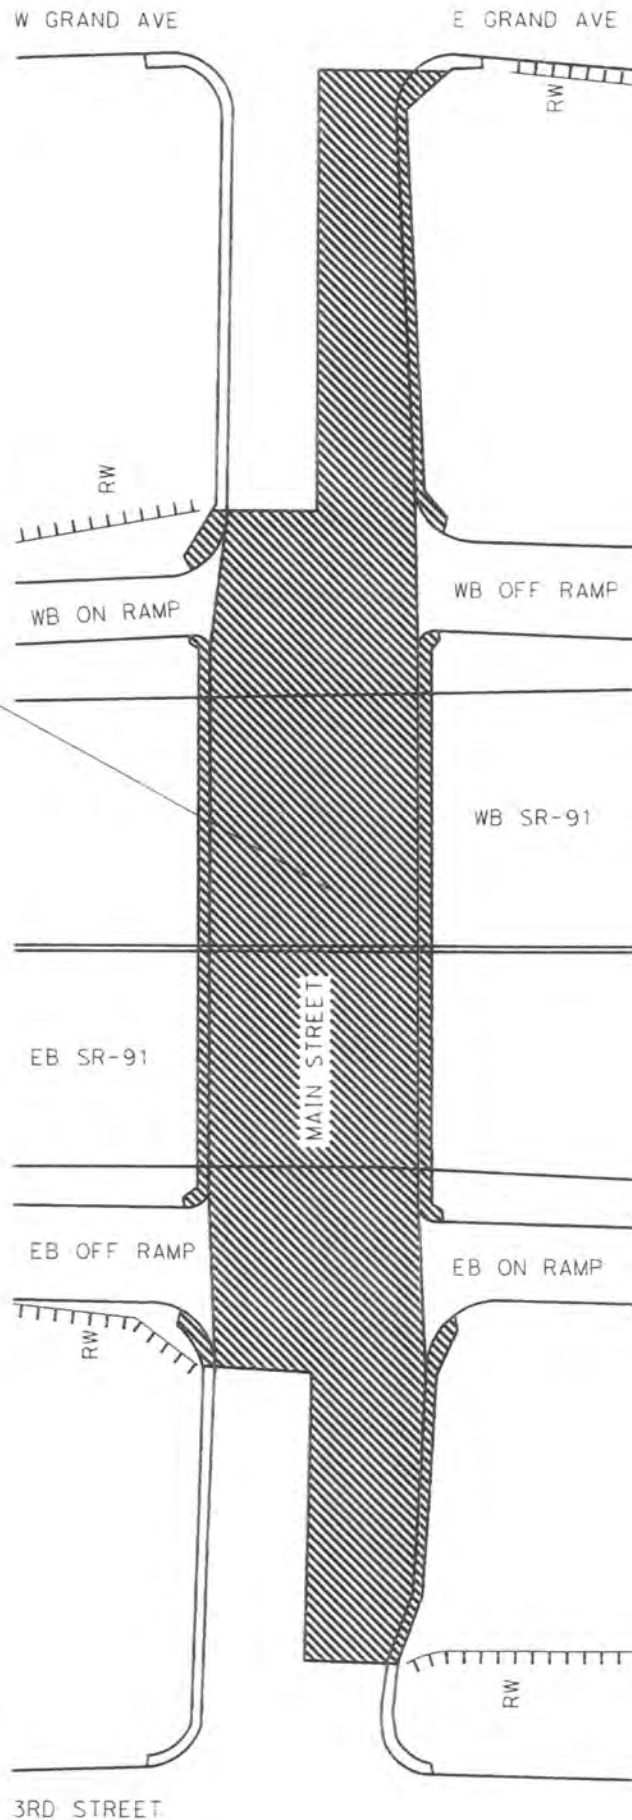 W GRAND AVE
E GRAND AVE
RW
RW
WB ON RAMP
WB OFF RAMP
WB SR-91
MAIN STREET
EB SR-91
EB OFF RAMP
EB ON RAMP
RW
RW
3RD STREET